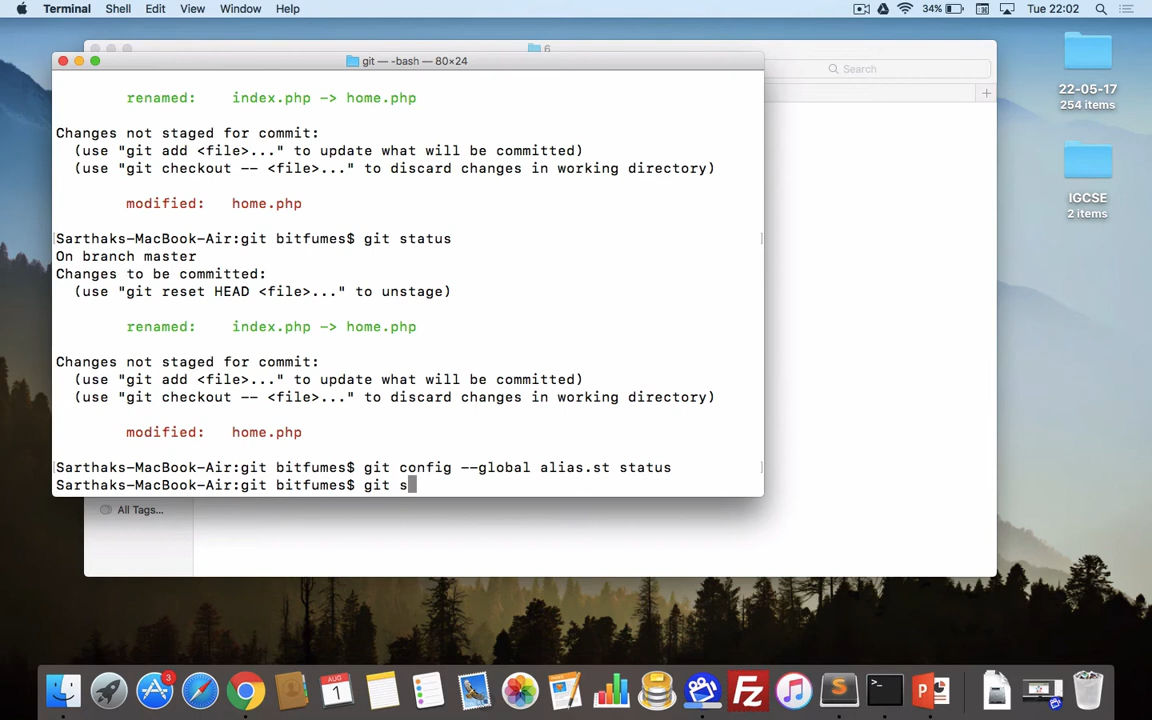 Terminal Shell Edit View Window Help 34% Tue 22:02
6
git — -bash — 80×24
Search
renamed: index.php -> home.php
Changes not staged for commit:
(use "git add <file>..." to update what will be committed)
(use "git checkout -- <file>..." to discard changes in working directory)
modified: home.php
Sarthaks-MacBook-Air:git bitfumes$ git status
On branch master
Changes to be committed:
(use "git reset HEAD <file>..." to unstage)
renamed: index.php -> home.php
Changes not staged for commit:
(use "git add <file>..." to update what will be committed)
(use "git checkout -- <file>..." to discard changes in working directory)
modified: home.php
Sarthaks-MacBook-Air:git bitfumes$ git config --global alias.st status
Sarthaks-MacBook-Air:git bitfumes$ git s
All Tags...
22-05-17
254 items
IGCSE
2 items
3
AUG
1
FZ
S
>_
P